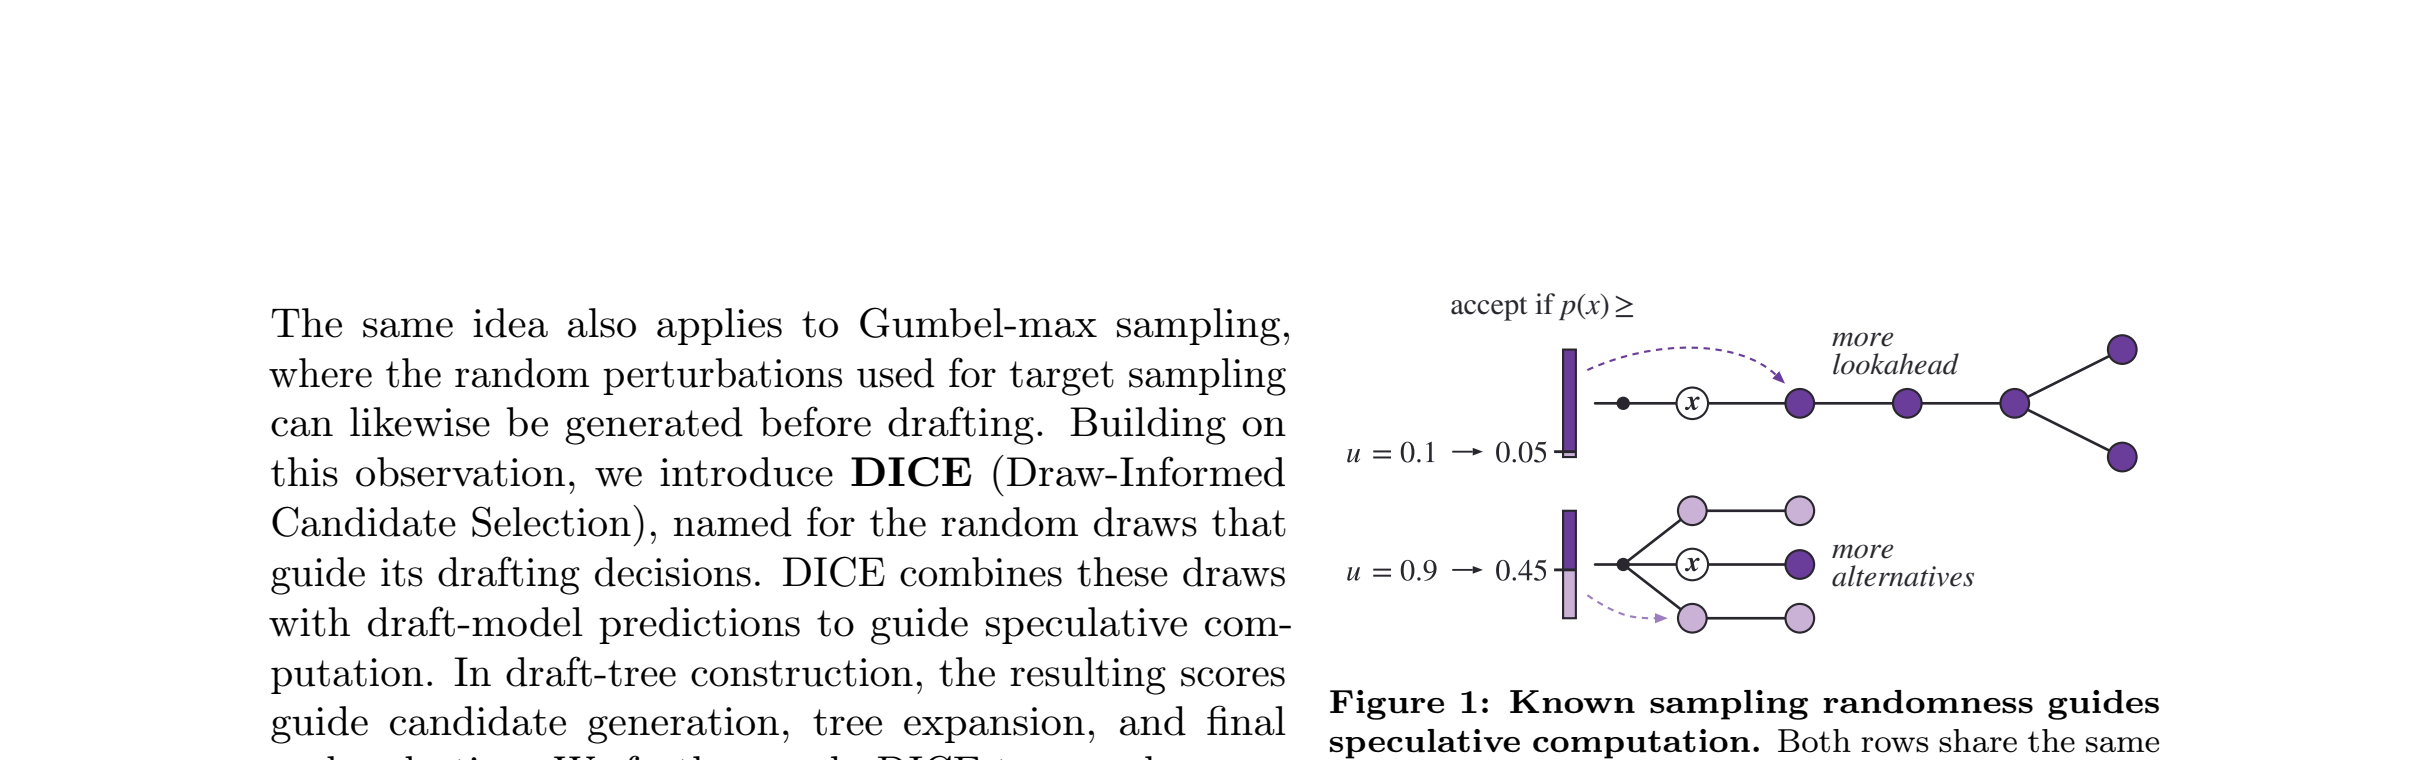 The same idea also applies to Gumbel-max sampling,
where the random perturbations used for target sampling
can likewise be generated before drafting. Building on
this observation, we introduce DICE (Draw-Informed
Candidate Selection), named for the random draws that
guide its drafting decisions. DICE combines these draws
with draft-model predictions to guide speculative com-
putation. In draft-tree construction, the resulting scores
guide candidate generation, tree expansion, and final
accept if p(x) ≥
more
lookahead
x
u = 0.1 → 0.05
u = 0.9 → 0.45
x
more
alternatives
Figure 1: Known sampling randomness guides
speculative computation. Both rows share the same